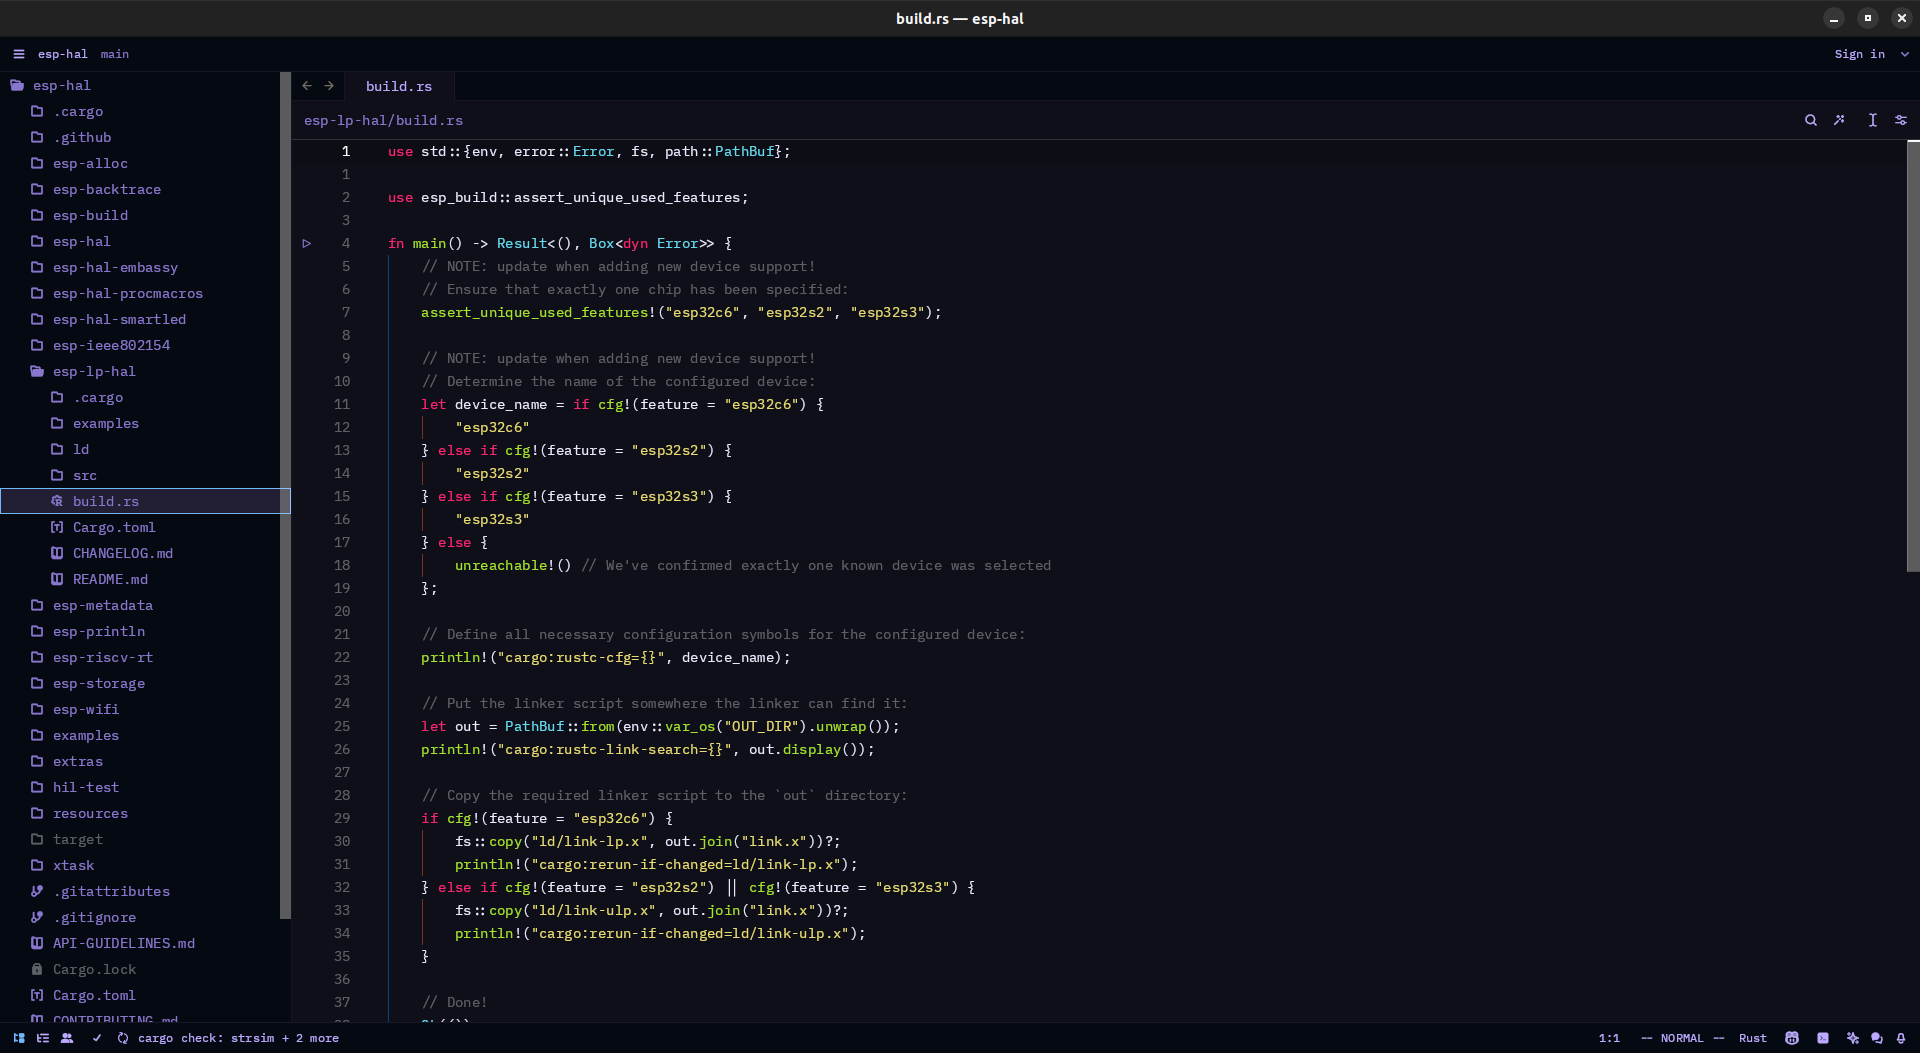 build.rs — esp-hal
esp-hal main
Sign in
esp-hal
.cargo
.github
esp-alloc
esp-backtrace
esp-build
esp-hal
esp-hal-embassy
esp-hal-procmacros
esp-hal-smartled
esp-ieee802154
esp-lp-hal
.cargo
examples
ld
src
build.rs
Cargo.toml
CHANGELOG.md
README.md
esp-metadata
esp-println
esp-riscv-rt
esp-storage
esp-wifi
examples
extras
hil-test
resources
target
xtask
.gitattributes
.gitignore
API-GUIDELINES.md
Cargo.lock
Cargo.toml
CONTRIBUTING.md
build.rs
esp-lp-hal/build.rs
1 use std::{env, error::Error, fs, path::PathBuf};
1
2 use esp_build::assert_unique_used_features;
3
4 fn main() -> Result<(), Box<dyn Error>> {
5     // NOTE: update when adding new device support!
6     // Ensure that exactly one chip has been specified:
7     assert_unique_used_features!("esp32c6", "esp32s2", "esp32s3");
8
9     // NOTE: update when adding new device support!
10     // Determine the name of the configured device:
11     let device_name = if cfg!(feature = "esp32c6") {
12         "esp32c6"
13     } else if cfg!(feature = "esp32s2") {
14         "esp32s2"
15     } else if cfg!(feature = "esp32s3") {
16         "esp32s3"
17     } else {
18         unreachable!() // We've confirmed exactly one known device was selected
19     };
20
21     // Define all necessary configuration symbols for the configured device:
22     println!("cargo:rustc-cfg={}", device_name);
23
24     // Put the linker script somewhere the linker can find it:
25     let out = PathBuf::from(env::var_os("OUT_DIR").unwrap());
26     println!("cargo:rustc-link-search={}", out.display());
27
28     // Copy the required linker script to the `out` directory:
29     if cfg!(feature = "esp32c6") {
30         fs::copy("ld/link-lp.x", out.join("link.x"))?;
31         println!("cargo:rerun-if-changed=ld/link-lp.x");
32     } else if cfg!(feature = "esp32s2") || cfg!(feature = "esp32s3") {
33         fs::copy("ld/link-ulp.x", out.join("link.x"))?;
34         println!("cargo:rerun-if-changed=ld/link-ulp.x");
35     }
36
37     // Done!
38     Ok(())
cargo check: strsim + 2 more
1:1 -- NORMAL -- Rust